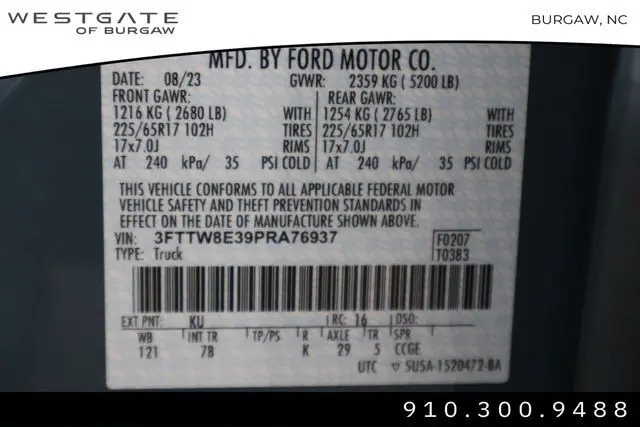 WESTGATE
OF BURGAW
BURGAW, NC
MFD. BY FORD MOTOR CO.
DATE: 08/23 GVWR: 2359 KG ( 5200 LB)
FRONT GAWR: REAR GAWR:
1216 KG ( 2680 LB) WITH 1254 KG ( 2765 LB) WITH
225/65R17 102H TIRES 225/65R17 102H TIRES
17x7.0J RIMS 17x7.0J RIMS
AT 240 kPa/ 35 PSI COLD AT 240 kPa/ 35 PSI COLD
THIS VEHICLE CONFORMS TO ALL APPLICABLE FEDERAL MOTOR
VEHICLE SAFETY AND THEFT PREVENTION STANDARDS IN
EFFECT ON THE DATE OF MANUFACTURE SHOWN ABOVE.
VIN: 3FTTW8E39PRA76937 F0207
TYPE: Truck T0383
EXT PNT: KU RC: 16 DSO:
WB INT TR TP/PS R AXLE TR SPR
121 7B K 29 5 CCGE
UTC ▽ 5U5A-1520472-BA
910.300.9488